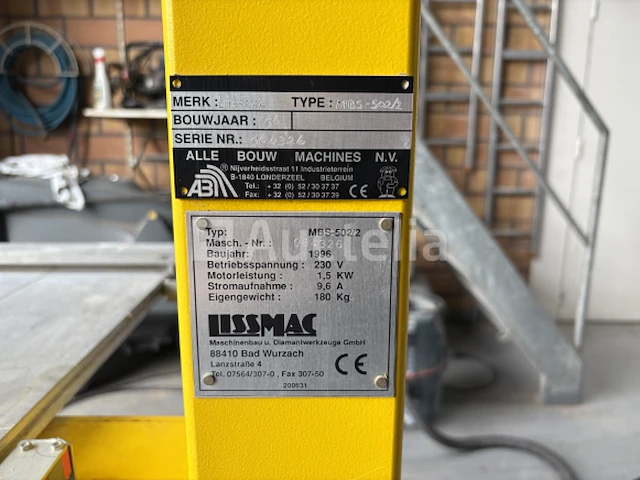 MERK : TYPE : MBS-502/2
BOUWJAAR :
SERIE NR.:
ALLE BOUW MACHINES N.V.
ABM
Nijverheidsstraat 11 Industrieterrein
B-1840 LONDERZEEL BELGIUM
Tel.: + 32 (0) 52 / 30 37 37
Fax: + 32 (0) 52 / 30 37 39
CE
Typ: MBS-502/2
Masch.-Nr.:
Baujahr: 1996
Betriebsspannung : 230 V
Motorleistung : 1,5 KW
Stromaufnahme : 9,6 A
Eigengewicht : 180 Kg
LISSMAC
Maschinenbau u. Diamantwerkzeuge GmbH
88410 Bad Wurzach
Lanzstraße 4
Tel. 07564/307-0 , Fax 307-50
CE
200631